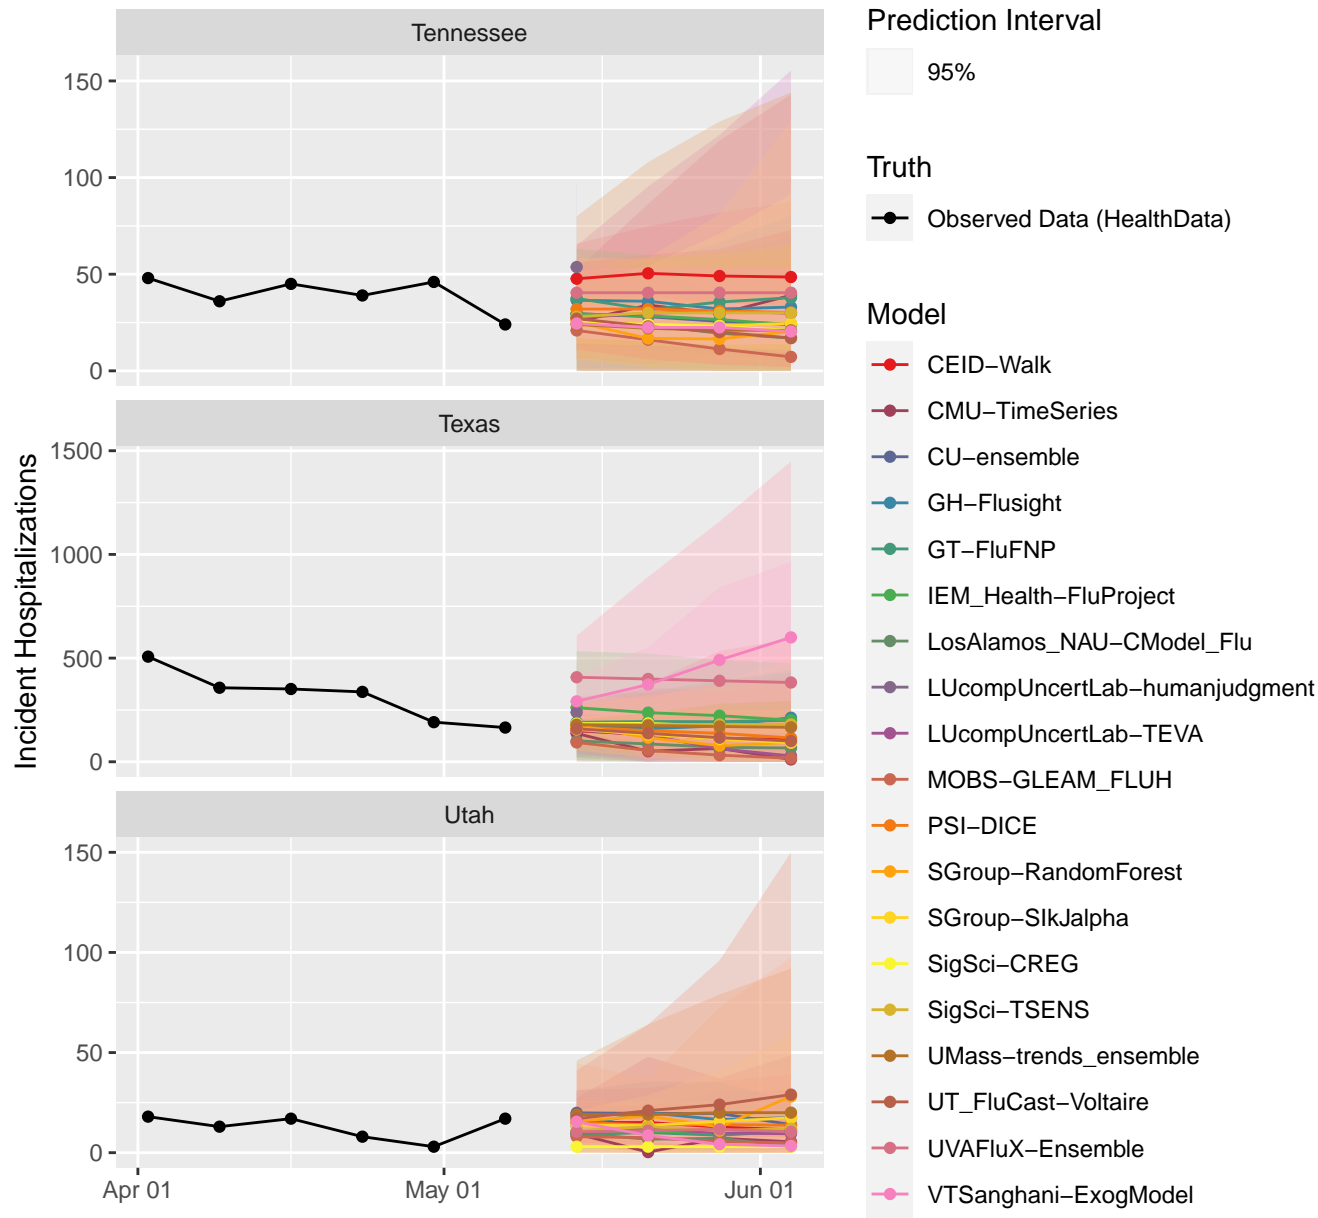 Tennessee
150
100
50
0
Texas
1500
1000
500
0
Utah
150
100
50
0
Apr 01
May 01
Jun 01
Incident Hospitalizations
Prediction Interval
95%
Truth
Observed Data (HealthData)
Model
CEID−Walk
CMU−TimeSeries
CU−ensemble
GH−Flusight
GT−FluFNP
IEM_Health−FluProject
LosAlamos_NAU−CModel_Flu
LUcompUncertLab−humanjudgment
LUcompUncertLab−TEVA
MOBS−GLEAM_FLUH
PSI−DICE
SGroup−RandomForest
SGroup−SIkJalpha
SigSci−CREG
SigSci−TSENS
UMass−trends_ensemble
UT_FluCast−Voltaire
UVAFluX−Ensemble
VTSanghani−ExogModel